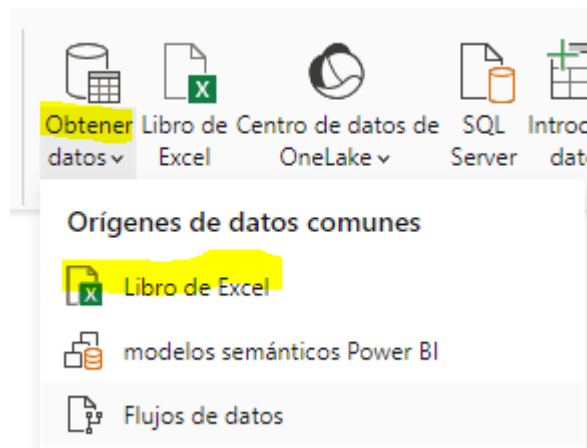 Obtener Libro de Centro de datos de SQL
datos Excel OneLake Server
Orígenes de datos comunes
Libro de Excel
modelos semánticos Power BI
Flujos de datos